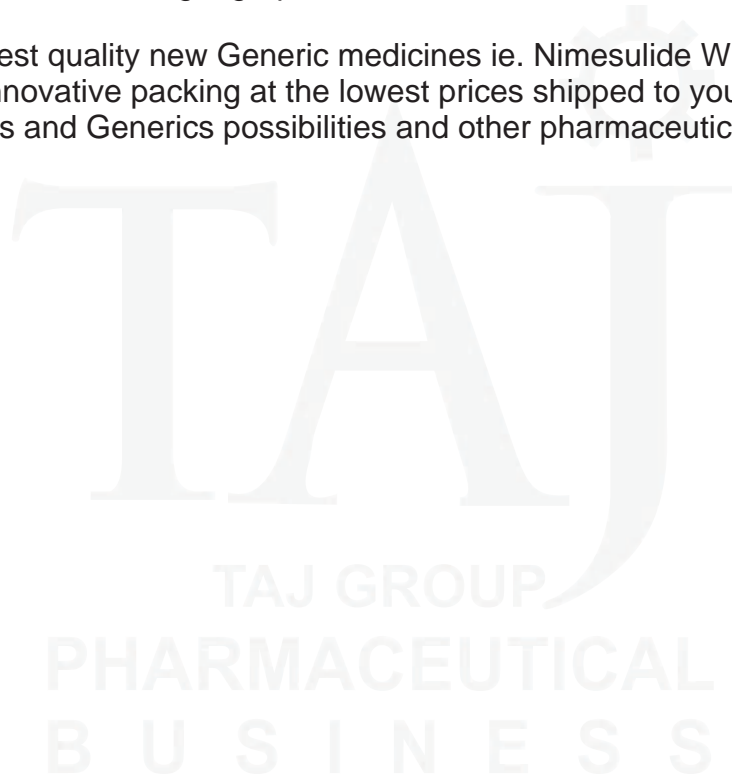 est quality new Generic medicines ie. Nimesulide W
nnovative packing at the lowest prices shipped to you
s and Generics possibilities and other pharmaceutic
TAJ
TAJ GROUP
PHARMACEUTICAL
BUSINESS